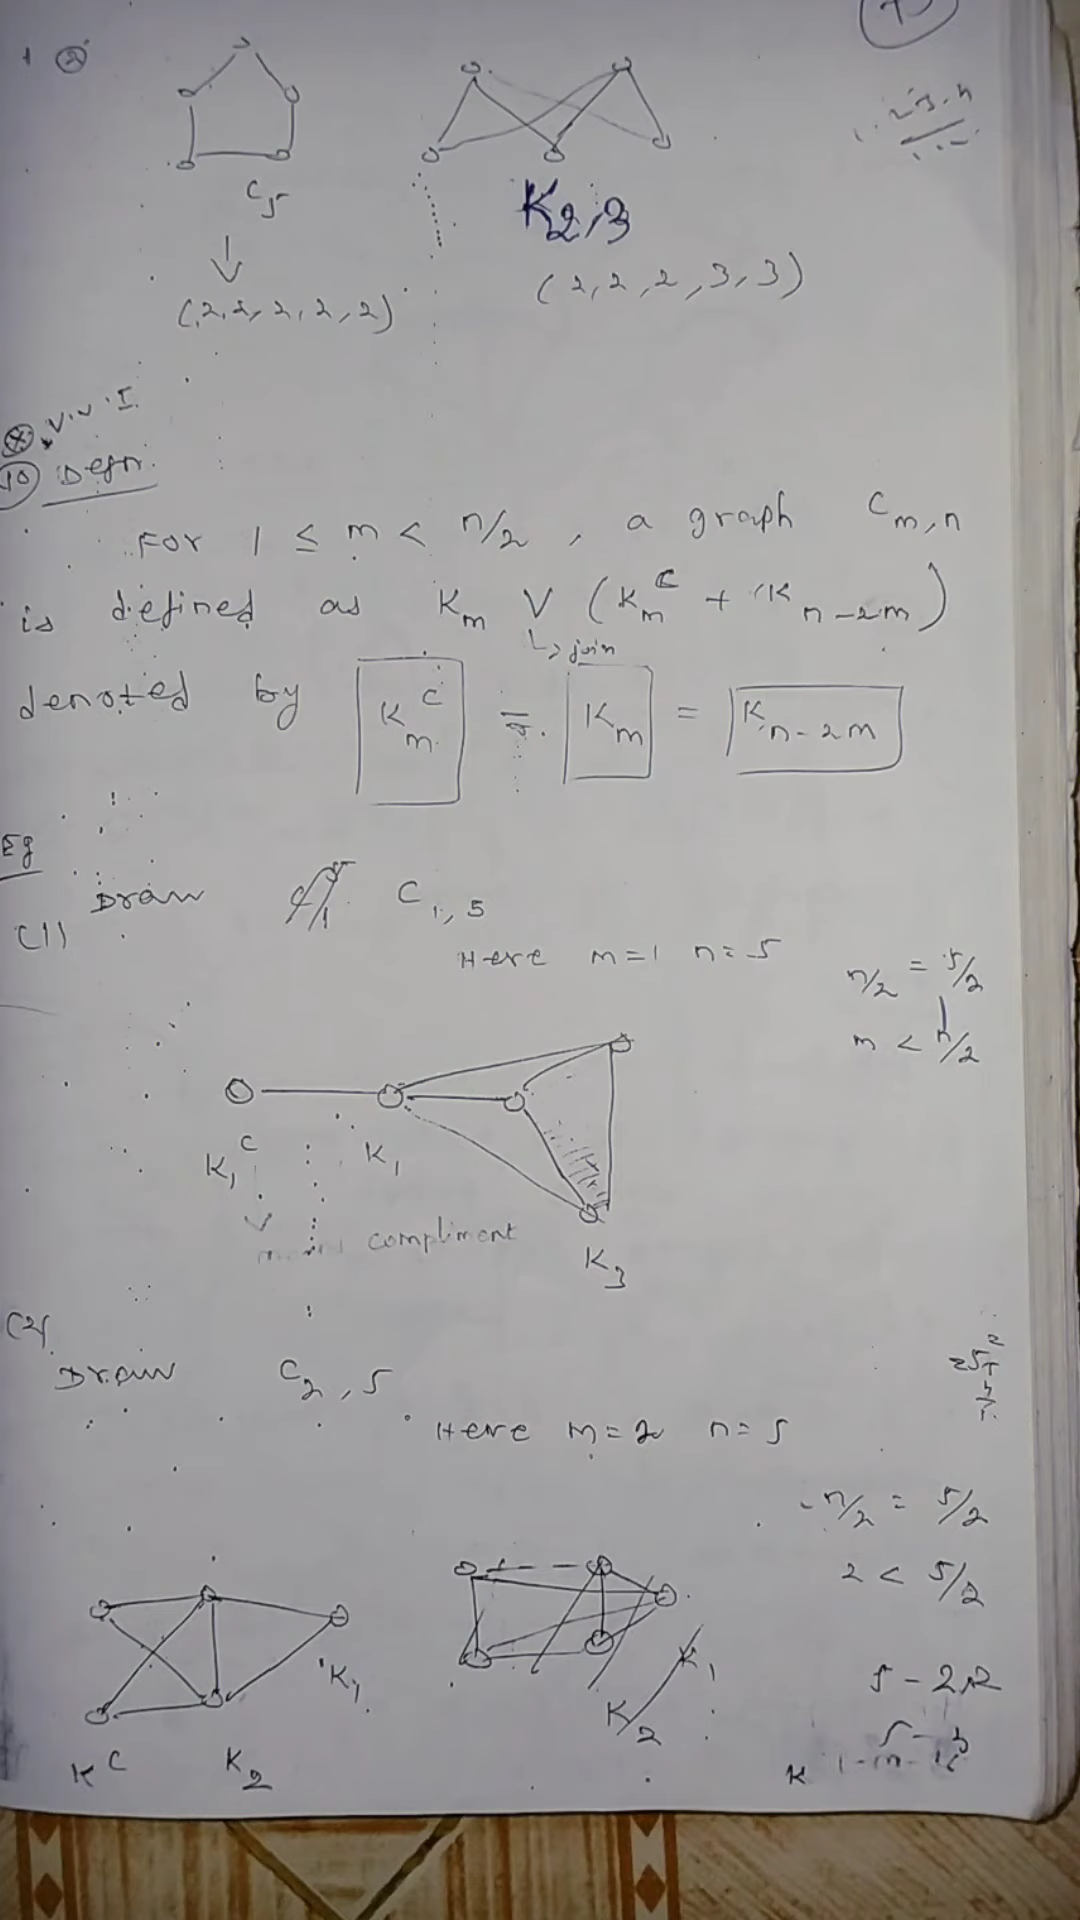 C5
K2,3
(2,2,2,2,2)
(2,2,2,3,3)
V.V.I.
10 Defn.
For 1 ≤ m < n/2, a graph Cm,n
is defined as Km ∨ (Km^c + Kn-2m)
↳ join
denoted by Km^c = Km = Kn-2m
Eg
(1) Draw C1,5
Here m=1 n=5
n/2 = 5/2
m < n/2
K1^c K1
compliment
K3
(2) Draw C2,5
Here m=2 n=5
n/2 = 5/2
2 < 5/2
K1
K1
5-2.2
K2
K^c K2